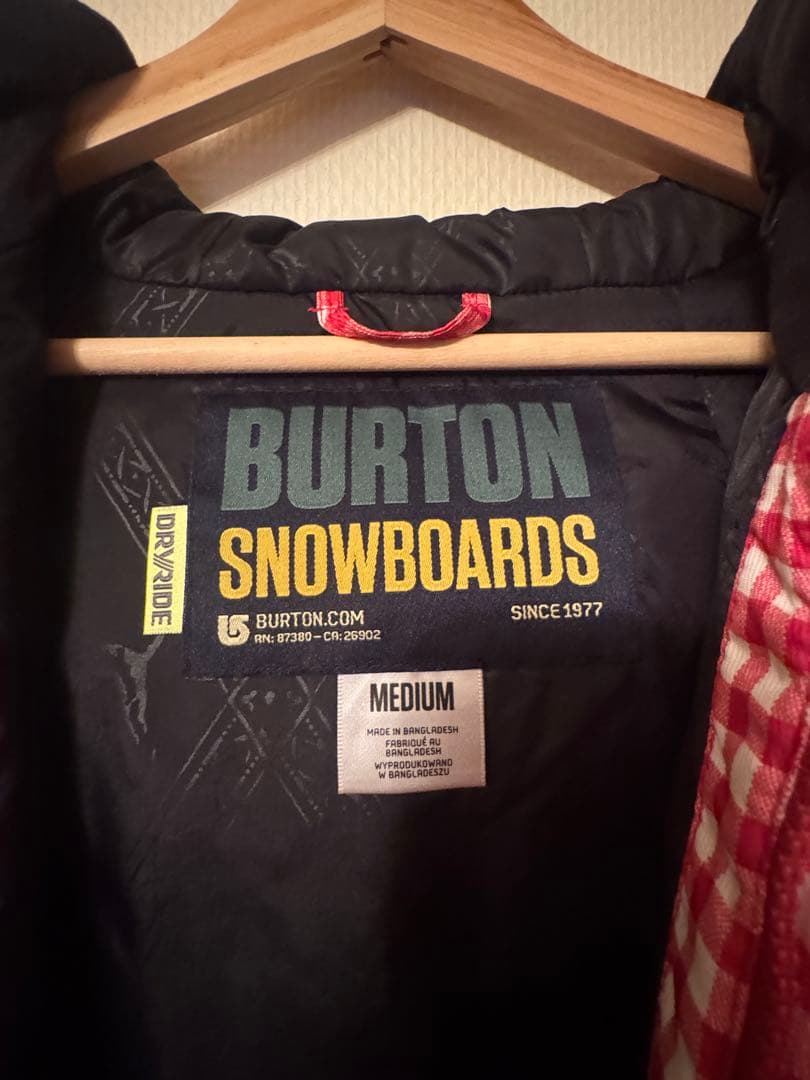 BURTON
SNOWBOARDS
DRY//RIDE
BURTON.COM
SINCE 1977
RN: 87380 – CA: 26902
MEDIUM
MADE IN BANGLADESH
FABRIQUÉ AU
BANGLADESH
WYPRODUKOWANO
W BANGLADESZU